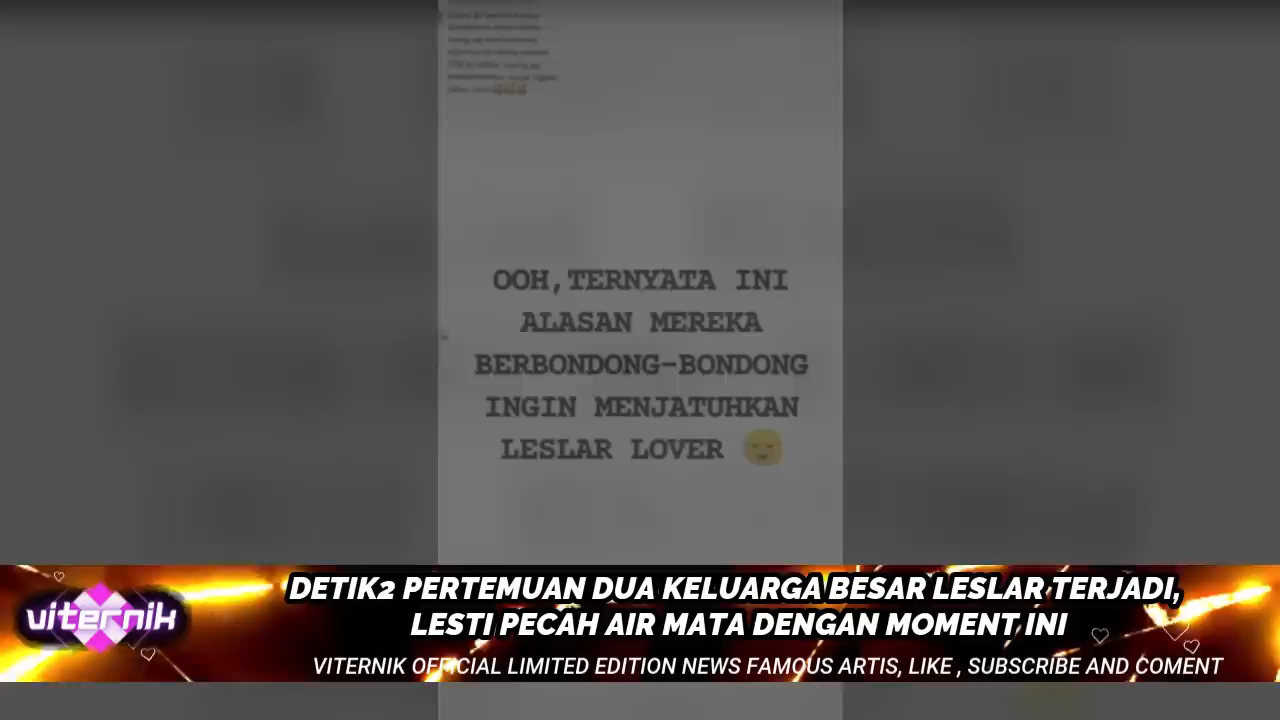 OOH,TERNYATA INI
ALASAN MEREKA
BERBONDONG-BONDONG
INGIN MENJATUHKAN
LESLAR LOVER
viternik
DETIK2 PERTEMUAN DUA KELUARGA BESAR LESLAR TERJADI,
LESTI PECAH AIR MATA DENGAN MOMENT INI
VITERNIK OFFICIAL LIMITED EDITION NEWS FAMOUS ARTIS, LIKE , SUBSCRIBE AND COMENT